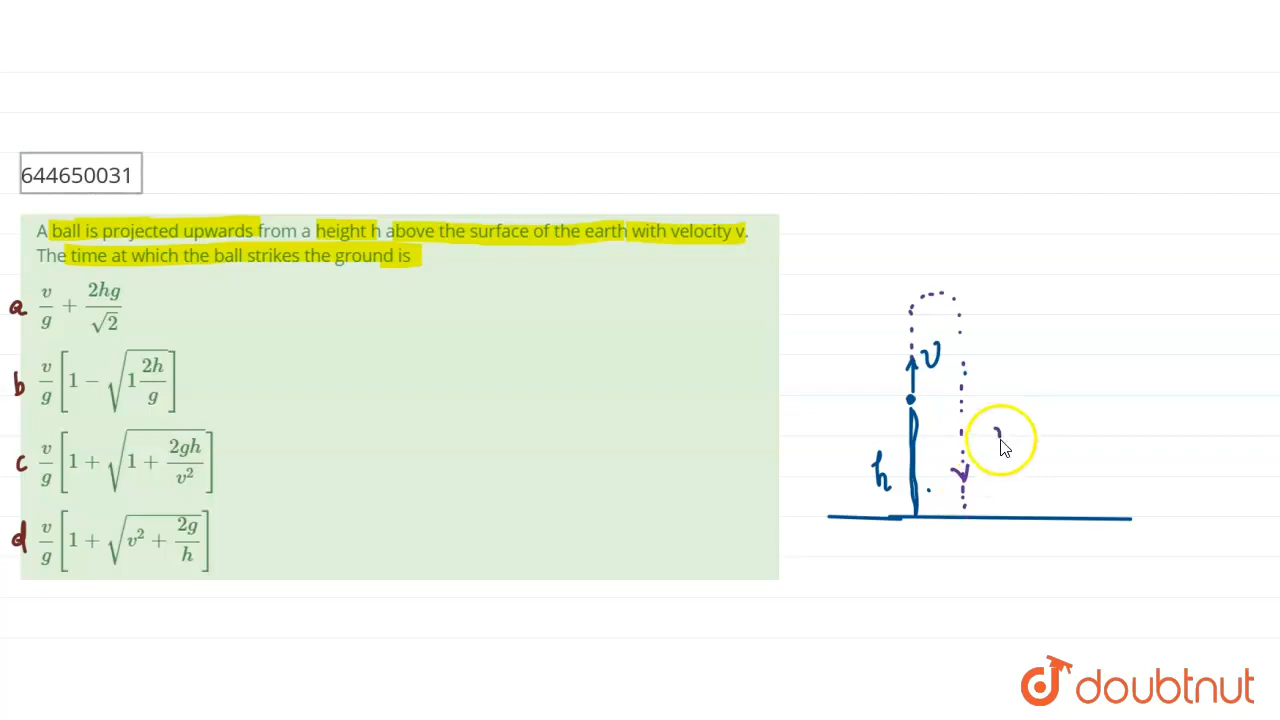 644650031
A ball is projected upwards from a height h above the surface of the earth with velocity v.
The time at which the ball strikes the ground is
a v/g + 2hg/√2
b v/g [1 − √(1 2h/g)]
c v/g [1 + √(1 + 2gh/v²)]
d v/g [1 + √(v² + 2g/h)]
v
h
doubtnut